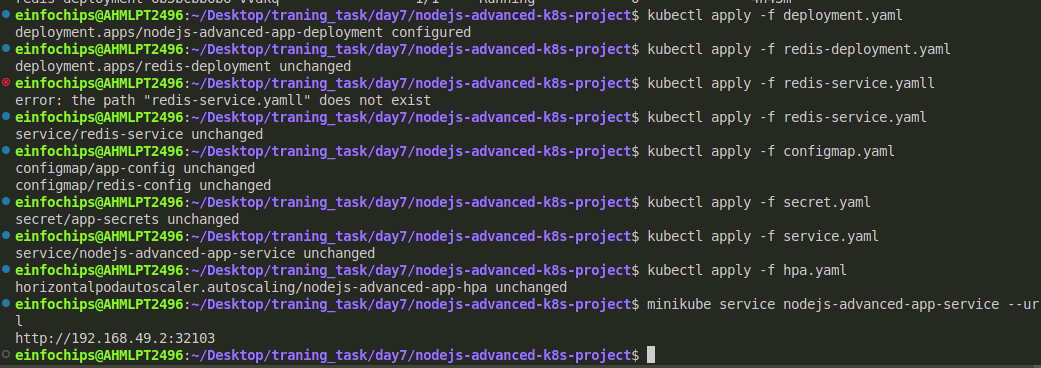 einfochips@AHMLPT2496:~/Desktop/traning_task/day7/nodejs-advanced-k8s-project$ kubectl apply -f deployment.yaml
deployment.apps/nodejs-advanced-app-deployment configured
einfochips@AHMLPT2496:~/Desktop/traning_task/day7/nodejs-advanced-k8s-project$ kubectl apply -f redis-deployment.yaml
deployment.apps/redis-deployment unchanged
einfochips@AHMLPT2496:~/Desktop/traning_task/day7/nodejs-advanced-k8s-project$ kubectl apply -f redis-service.yamll
error: the path "redis-service.yamll" does not exist
einfochips@AHMLPT2496:~/Desktop/traning_task/day7/nodejs-advanced-k8s-project$ kubectl apply -f redis-service.yaml
service/redis-service unchanged
einfochips@AHMLPT2496:~/Desktop/traning_task/day7/nodejs-advanced-k8s-project$ kubectl apply -f configmap.yaml
configmap/app-config unchanged
configmap/redis-config unchanged
einfochips@AHMLPT2496:~/Desktop/traning_task/day7/nodejs-advanced-k8s-project$ kubectl apply -f secret.yaml
secret/app-secrets unchanged
einfochips@AHMLPT2496:~/Desktop/traning_task/day7/nodejs-advanced-k8s-project$ kubectl apply -f service.yaml
service/nodejs-advanced-app-service unchanged
einfochips@AHMLPT2496:~/Desktop/traning_task/day7/nodejs-advanced-k8s-project$ kubectl apply -f hpa.yaml
horizontalpodautoscaler.autoscaling/nodejs-advanced-app-hpa unchanged
einfochips@AHMLPT2496:~/Desktop/traning_task/day7/nodejs-advanced-k8s-project$ minikube service nodejs-advanced-app-service --ur
l
http://192.168.49.2:32103
einfochips@AHMLPT2496:~/Desktop/traning_task/day7/nodejs-advanced-k8s-project$